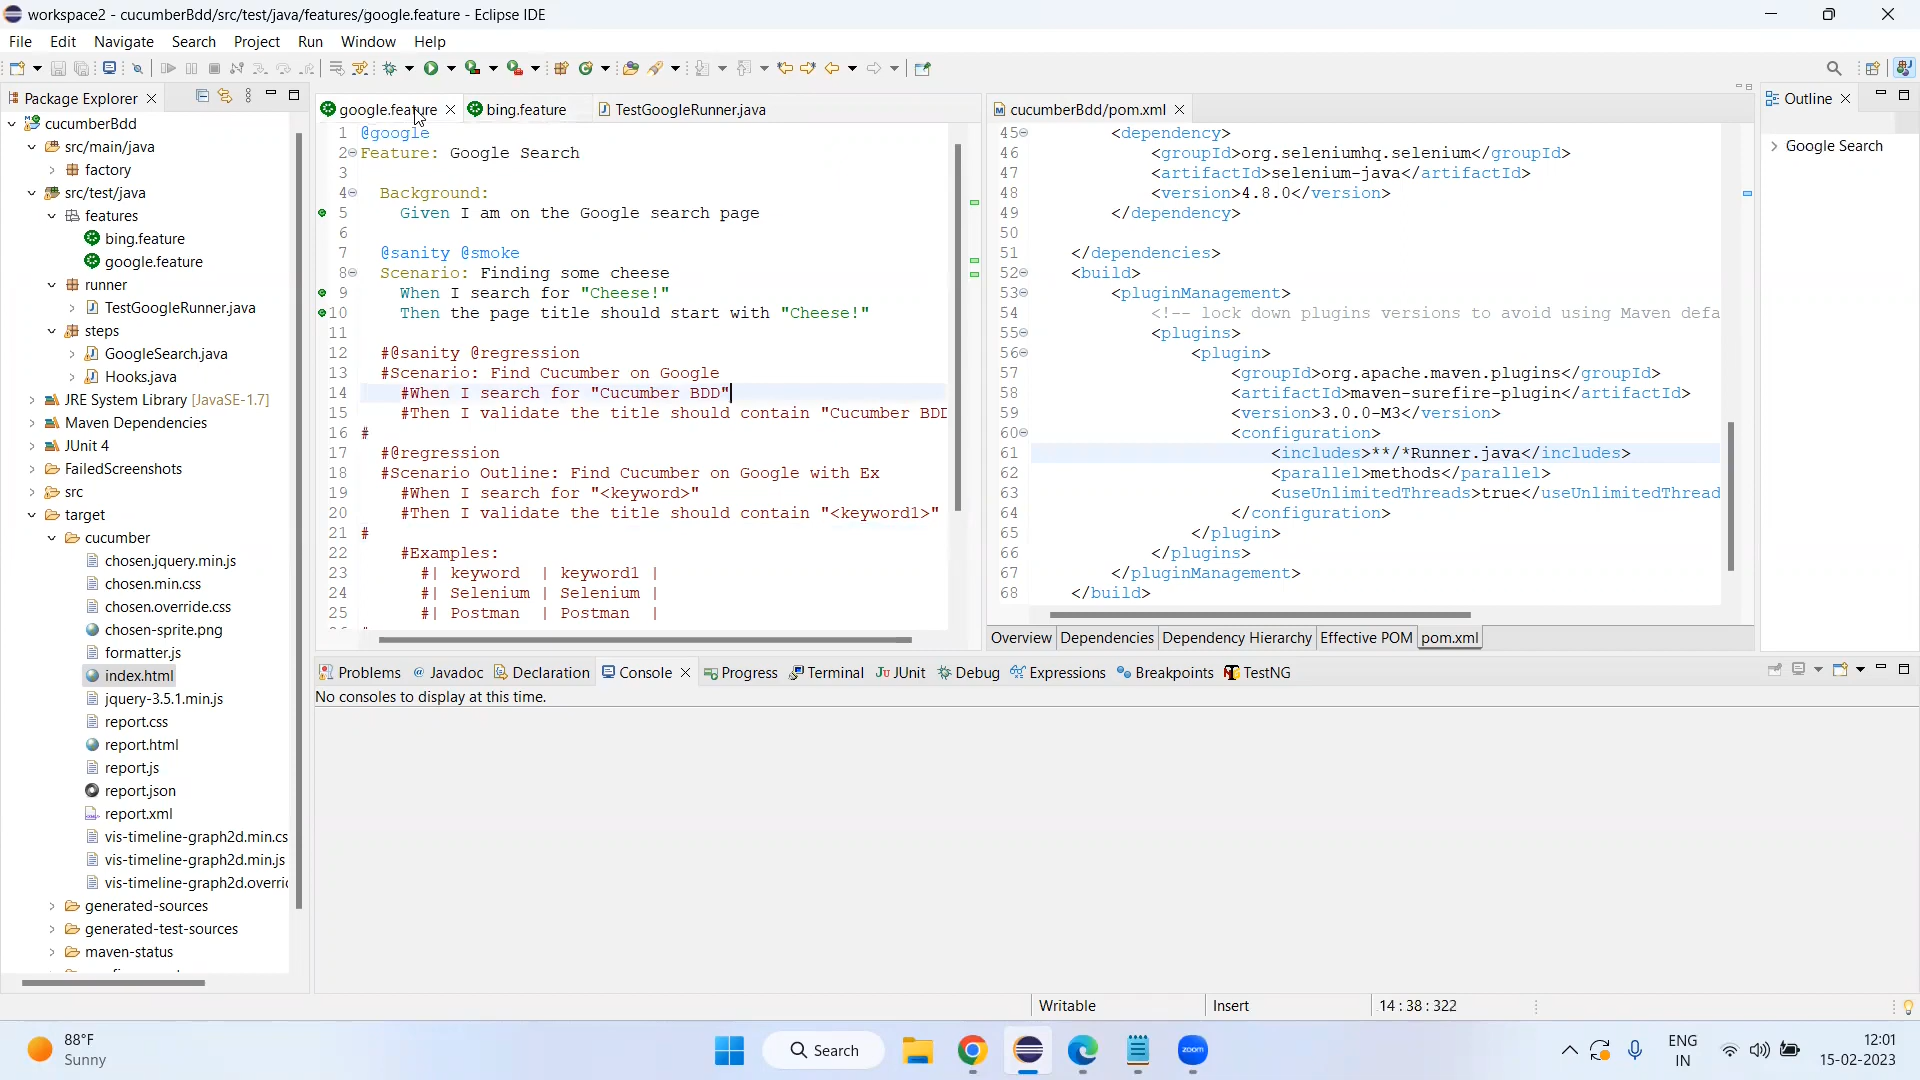 workspace2 - cucumberBdd/src/test/java/features/google.feature - Eclipse IDE
File Edit Navigate Search Project Run Window Help
Package Explorer
cucumberBdd
src/main/java
factory
src/test/java
features
bing.feature
google.feature
runner
TestGoogleRunner.java
steps
GoogleSearch.java
Hooks.java
JRE System Library [JavaSE-1.7]
Maven Dependencies
JUnit 4
FailedScreenshots
src
target
cucumber
chosen.jquery.min.js
chosen.min.css
chosen.override.css
chosen-sprite.png
formatter.js
index.html
jquery-3.5.1.min.js
report.css
report.html
report.js
report.json
report.xml
vis-timeline-graph2d.min.cs
vis-timeline-graph2d.min.js
vis-timeline-graph2d.overri
generated-sources
generated-test-sources
maven-status
google.feature bing.feature TestGoogleRunner.java
1 @google
2 Feature: Google Search
3
4 Background:
5 Given I am on the Google search page
6
7 @sanity @smoke
8 Scenario: Finding some cheese
9 When I search for "Cheese!"
10 Then the page title should start with "Cheese!"
11
12 #@sanity @regression
13 #Scenario: Find Cucumber on Google
14 #When I search for "Cucumber BDD"
15 #Then I validate the title should contain "Cucumber BDD
16 #
17 #@regression
18 #Scenario Outline: Find Cucumber on Google with Ex
19 #When I search for "<keyword>"
20 #Then I validate the title should contain "<keyword1>"
21 #
22 #Examples:
23 #| keyword | keyword1 |
24 #| Selenium | Selenium |
25 #| Postman | Postman |
cucumberBdd/pom.xml
45 <dependency>
46 <groupId>org.seleniumhq.selenium</groupId>
47 <artifactId>selenium-java</artifactId>
48 <version>4.8.0</version>
49 </dependency>
50
51 </dependencies>
52 <build>
53 <pluginManagement>
54 <!-- lock down plugins versions to avoid using Maven defa
55 <plugins>
56 <plugin>
57 <groupId>org.apache.maven.plugins</groupId>
58 <artifactId>maven-surefire-plugin</artifactId>
59 <version>3.0.0-M3</version>
60 <configuration>
61 <includes>**/*Runner.java</includes>
62 <parallel>methods</parallel>
63 <useUnlimitedThreads>true</useUnlimitedThread
64 </configuration>
65 </plugin>
66 </plugins>
67 </pluginManagement>
68 </build>
Overview Dependencies Dependency Hierarchy Effective POM pom.xml
Outline
Google Search
Problems Javadoc Declaration Console Progress Terminal JUnit Debug Expressions Breakpoints TestNG
No consoles to display at this time.
Writable Insert 14 : 38 : 322
88°F
Sunny
Search
zoom
ENG
IN
12:01
15-02-2023